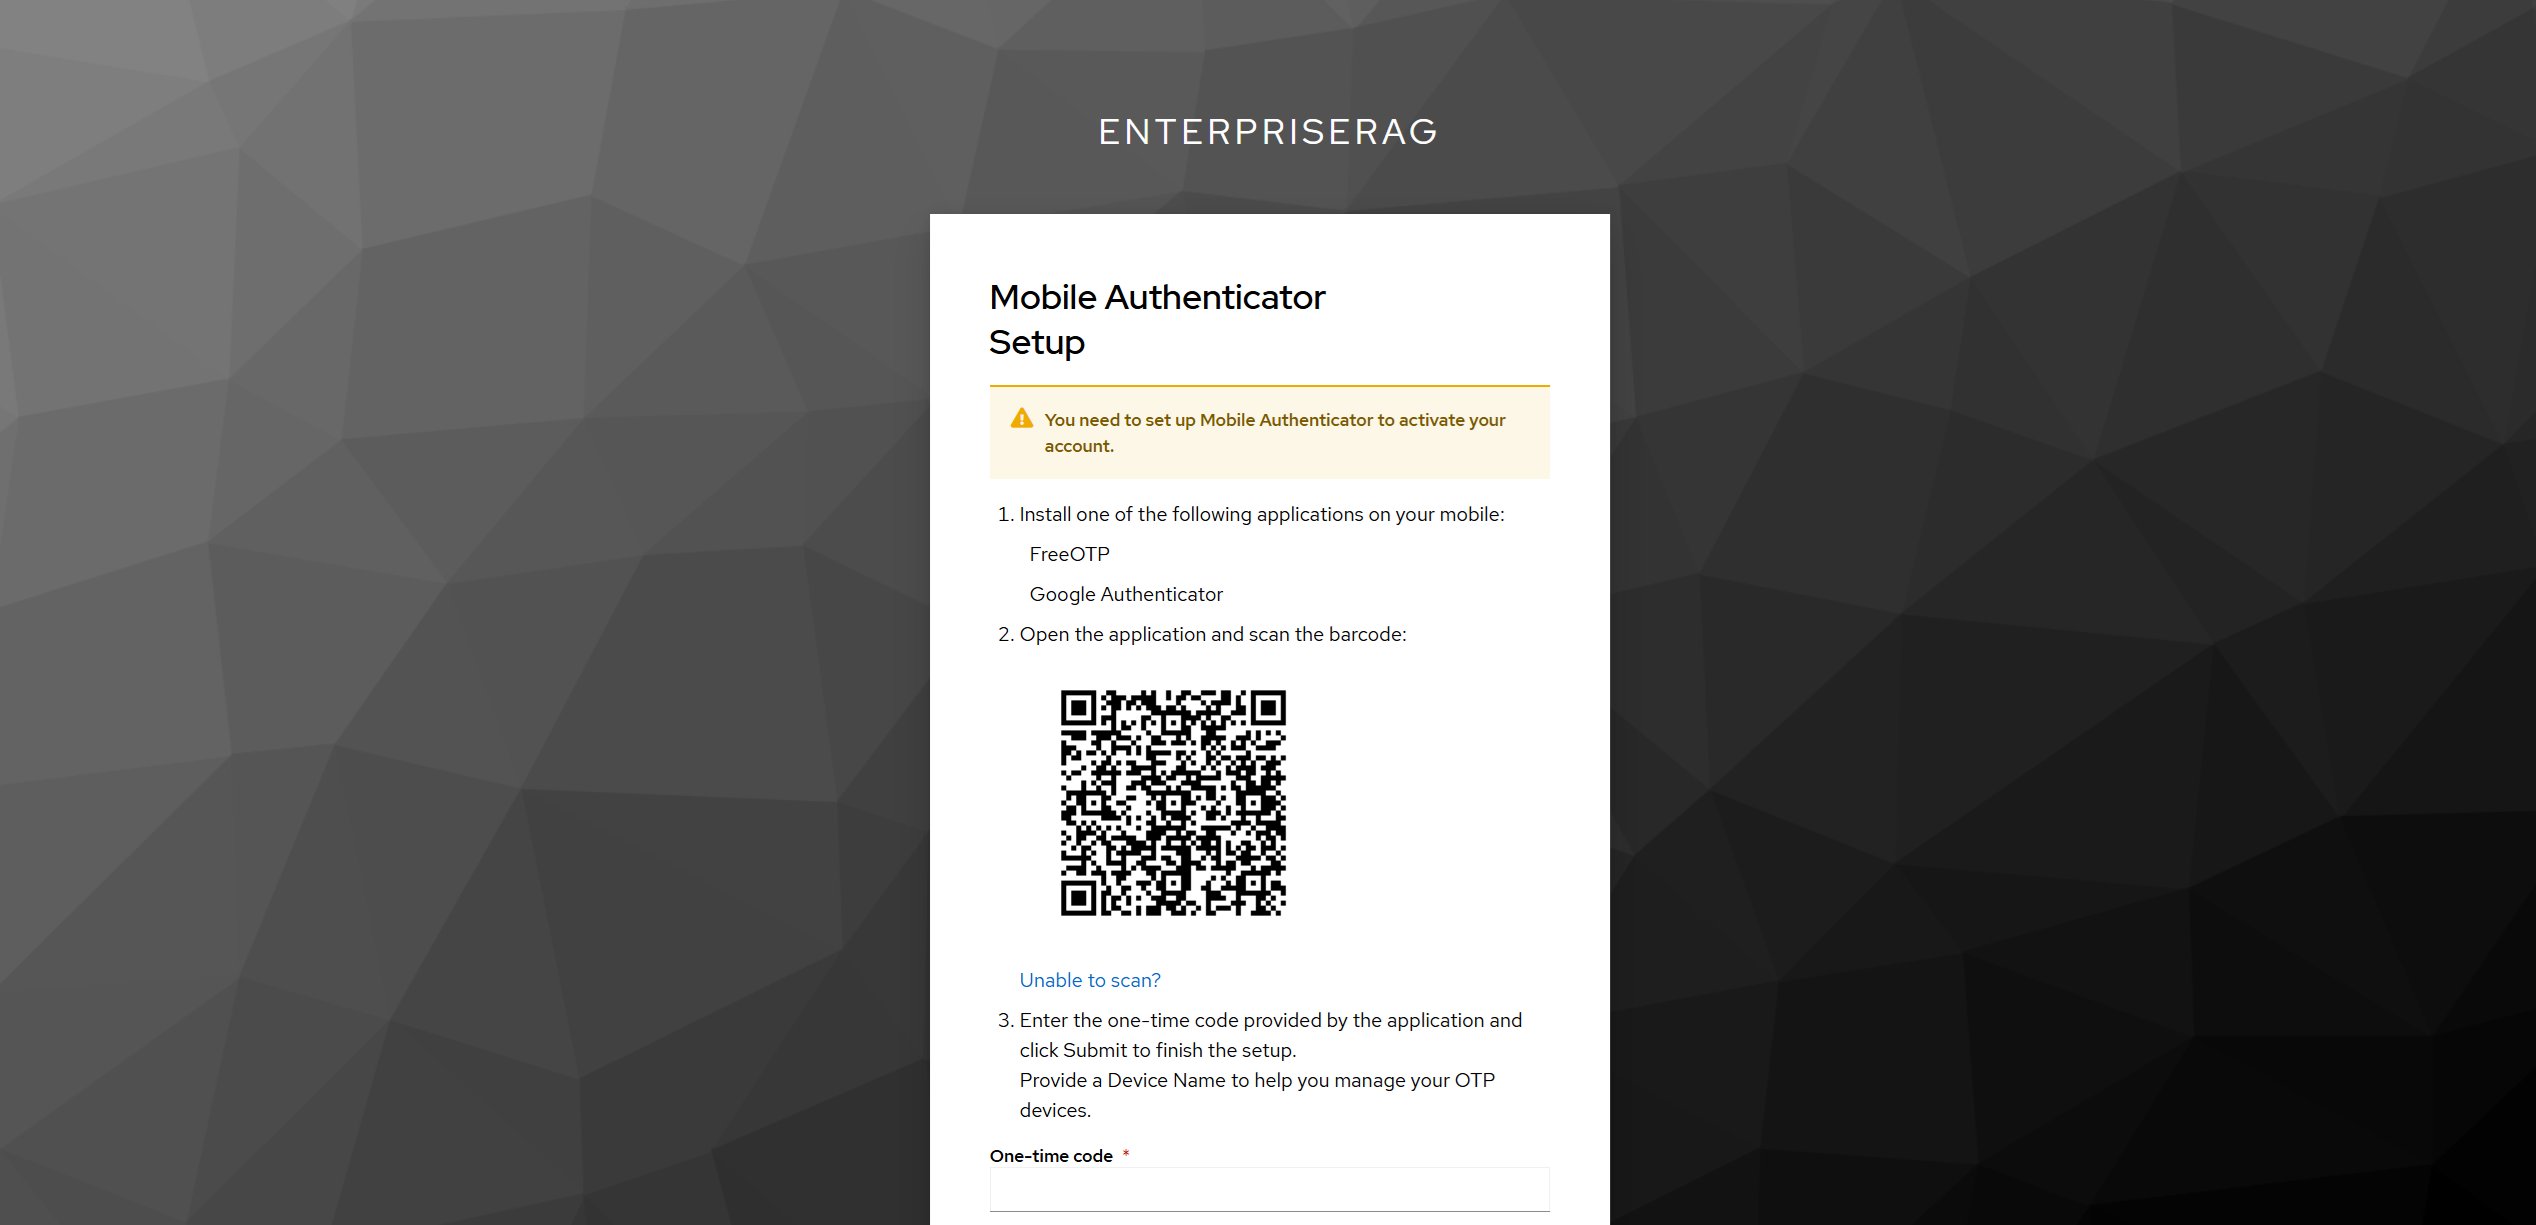 ENTERPRISERAG
Mobile Authenticator
Setup
You need to set up Mobile Authenticator to activate your
account.
1. Install one of the following applications on your mobile:
FreeOTP
Google Authenticator
2. Open the application and scan the barcode:
Unable to scan?
3. Enter the one-time code provided by the application and
click Submit to finish the setup.
Provide a Device Name to help you manage your OTP
devices.
One-time code *